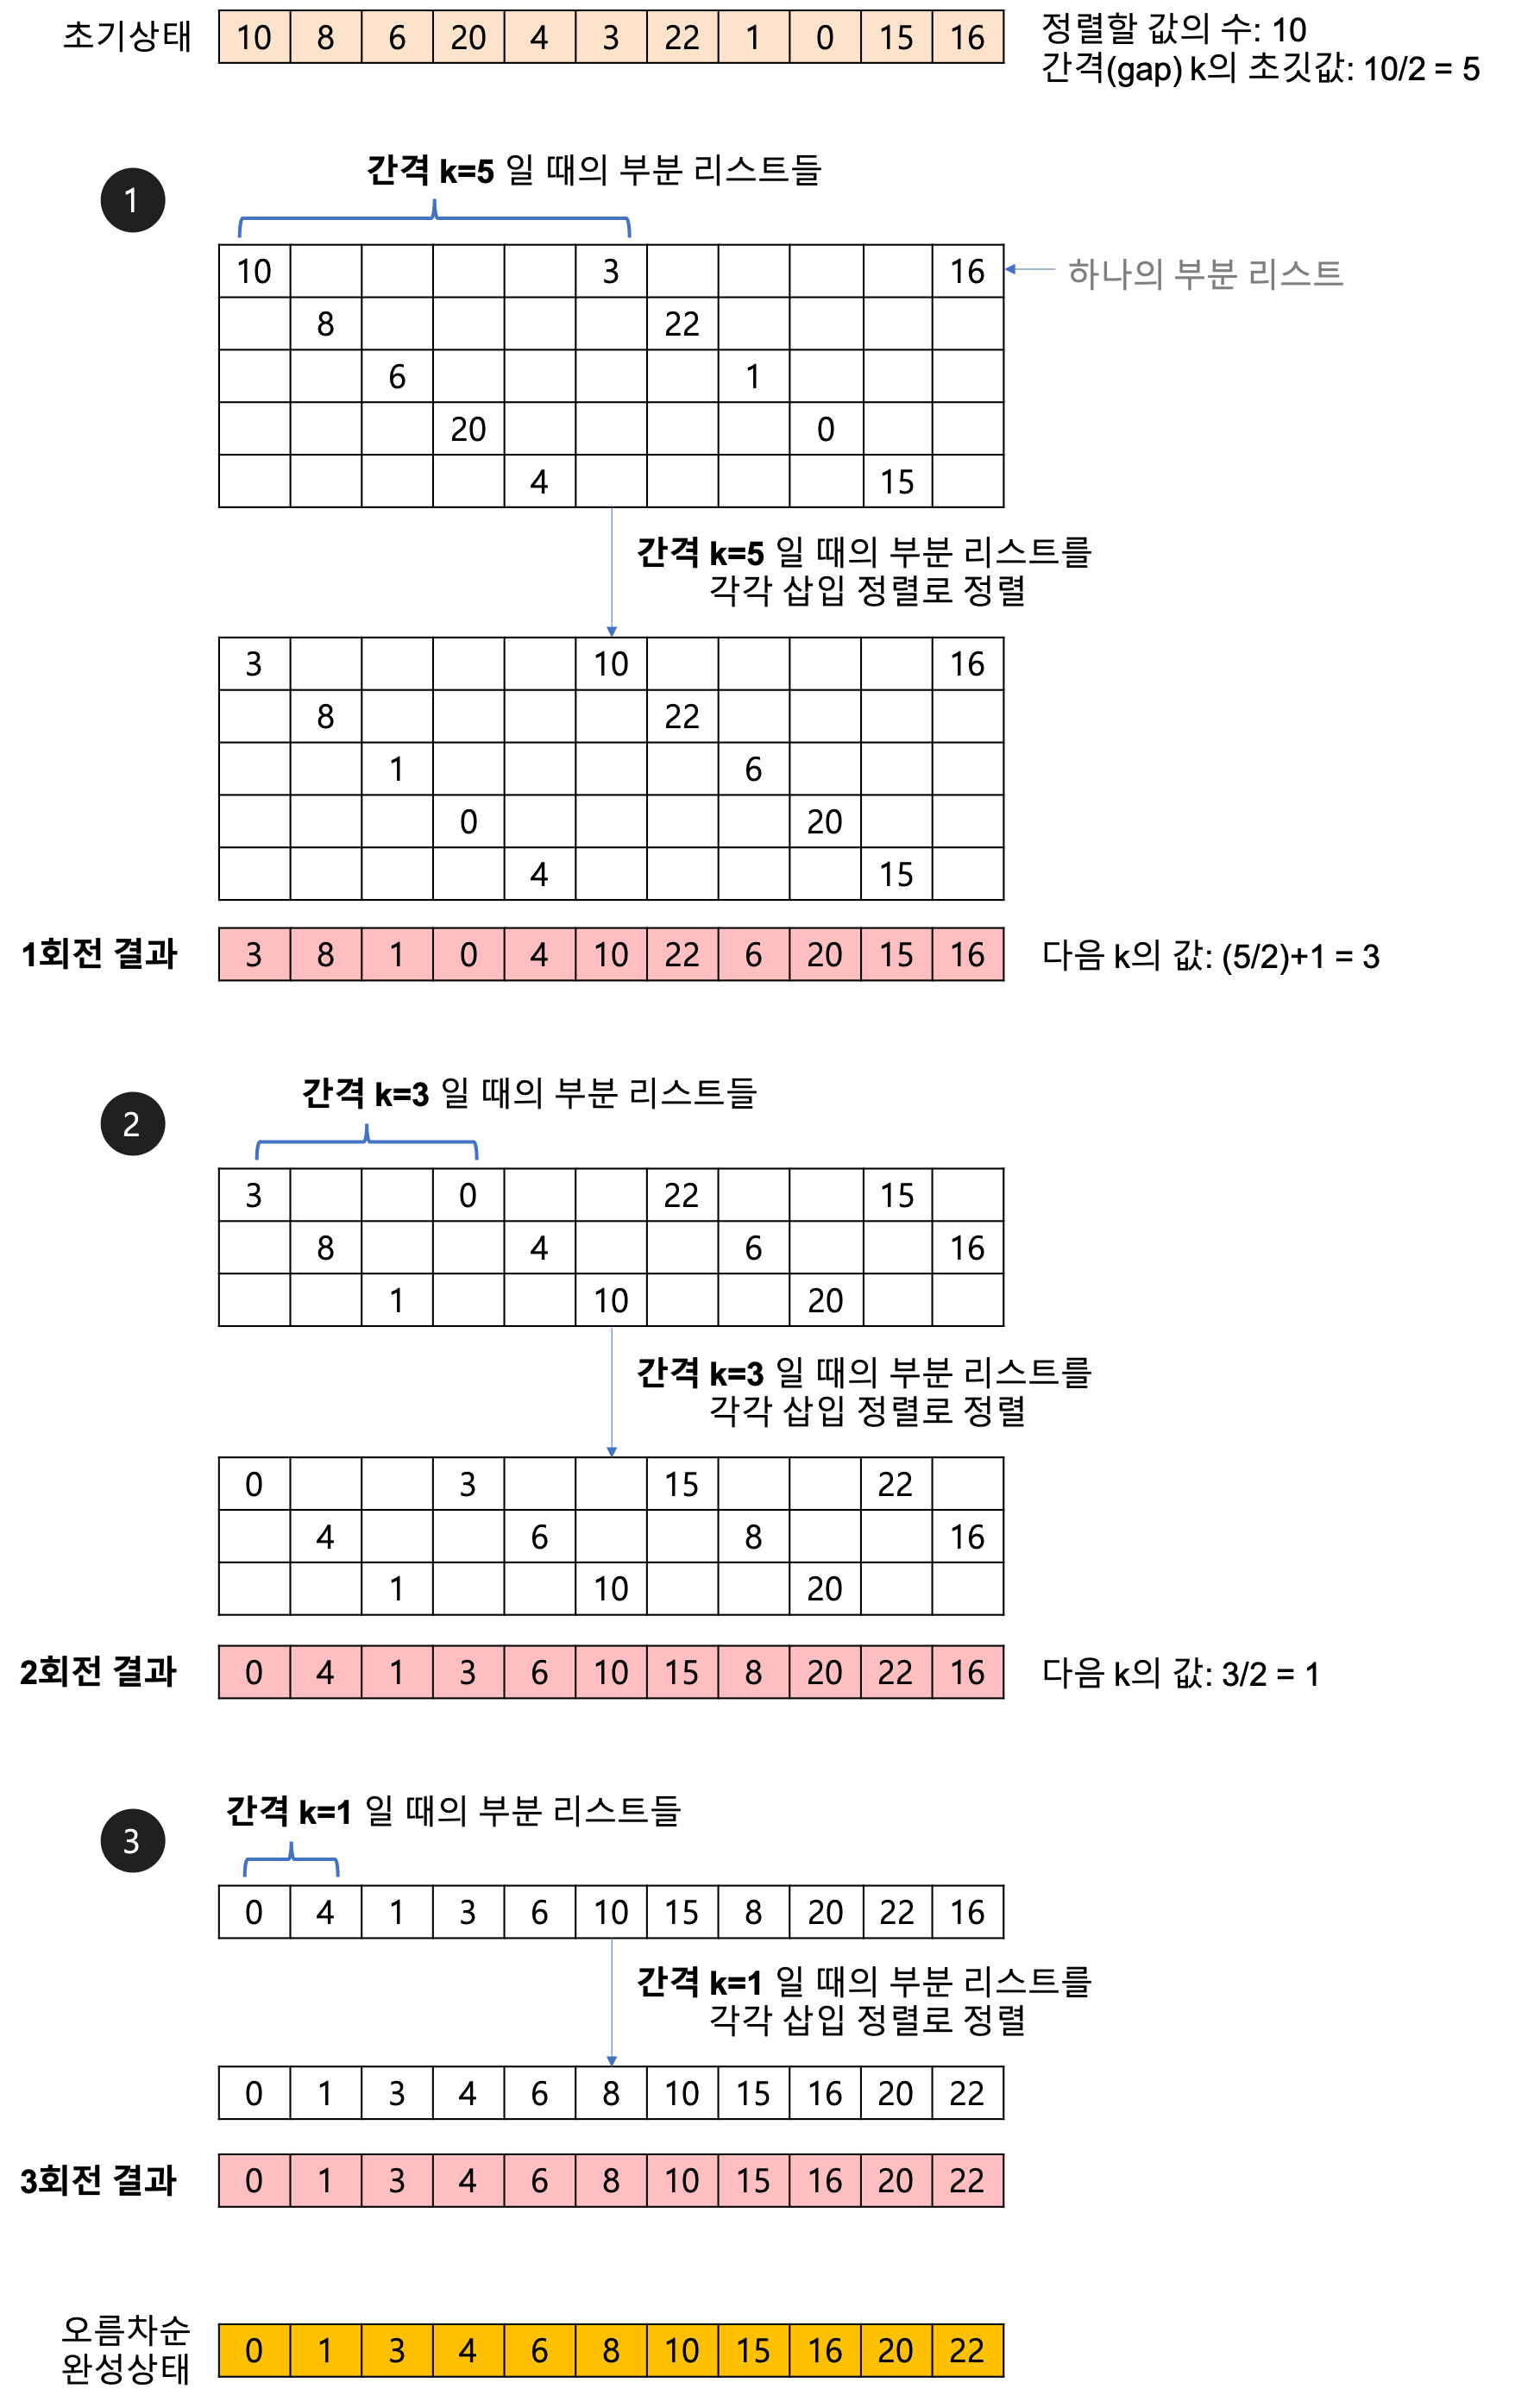 초기상태 10 8 6 20 4 3 22 1 0 15 16
정렬할 값의 수: 10
간격(gap) k의 초깃값: 10/2 = 5
1
간격 k=5 일 때의 부분 리스트들
10 3 16
하나의 부분 리스트
8 22
6 1
20 0
4 15
간격 k=5 일 때의 부분 리스트를
각각 삽입 정렬로 정렬
3 10 16
8 22
1 6
0 20
4 15
1회전 결과 3 8 1 0 4 10 22 6 20 15 16 다음 k의 값: (5/2)+1 = 3
2
간격 k=3 일 때의 부분 리스트들
3 0 22 15
8 4 6 16
1 10 20
간격 k=3 일 때의 부분 리스트를
각각 삽입 정렬로 정렬
0 3 15 22
4 6 8 16
1 10 20
2회전 결과 0 4 1 3 6 10 15 8 20 22 16 다음 k의 값: 3/2 = 1
3
간격 k=1 일 때의 부분 리스트들
0 4 1 3 6 10 15 8 20 22 16
간격 k=1 일 때의 부분 리스트를
각각 삽입 정렬로 정렬
0 1 3 4 6 8 10 15 16 20 22
3회전 결과 0 1 3 4 6 8 10 15 16 20 22
오름차순
완성상태
0 1 3 4 6 8 10 15 16 20 22